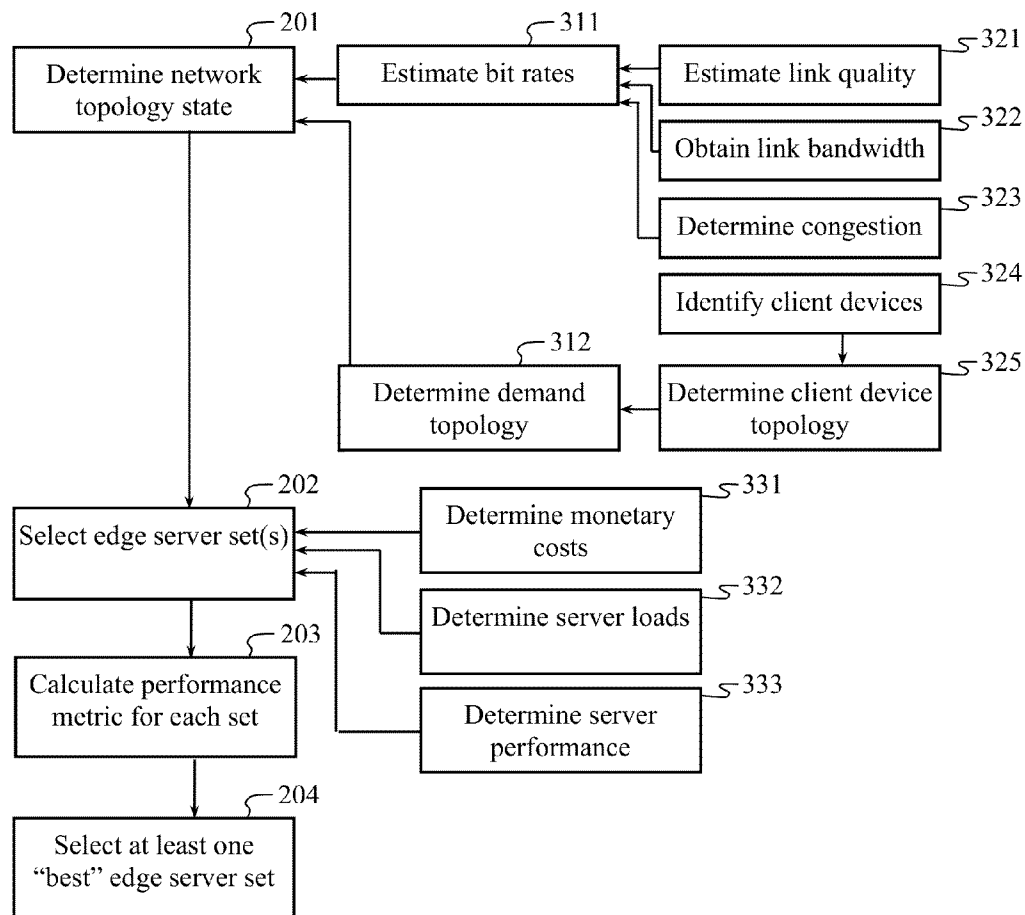 201
Determine network
topology state
311
Estimate bit rates
321
Estimate link quality
322
Obtain link bandwidth
323
Determine congestion
324
Identify client devices
312
Determine demand
topology
325
Determine client device
topology
202
Select edge server set(s)
331
Determine monetary
costs
332
Determine server loads
203
Calculate performance
metric for each set
333
Determine server
performance
204
Select at least one
“best” edge server set